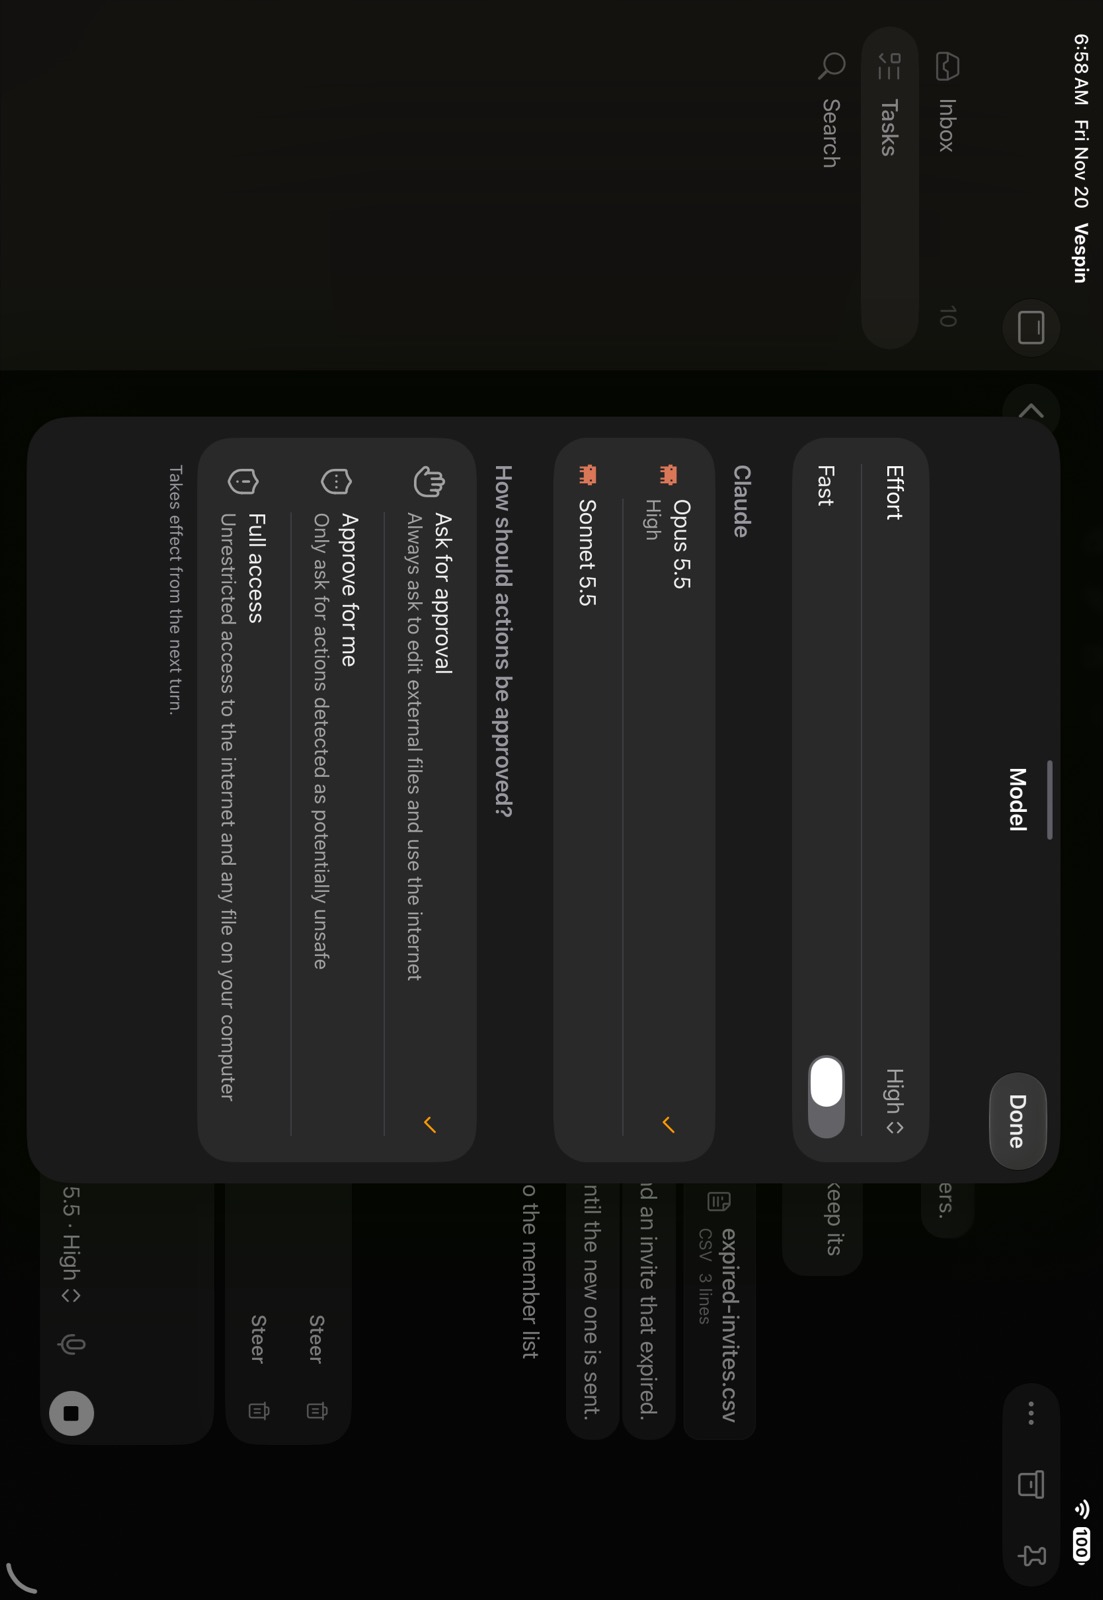 6:58 AM Fri Nov 20 Vespin
100
Inbox 10
Tasks
Search
Model
Done
Effort High
Fast
Claude
Opus 5.5
High
Sonnet 5.5
How should actions be approved?
Ask for approval
Always ask to edit external files and use the internet
Approve for me
Only ask for actions detected as potentially unsafe
Full access
Unrestricted access to the internet and any file on your computer
Takes effect from the next turn.
ers.
keep its
expired-invites.csv
CSV 3 lines
nd an invite that expired.
ntil the new one is sent.
o the member list
Steer
Steer
5.5 · High